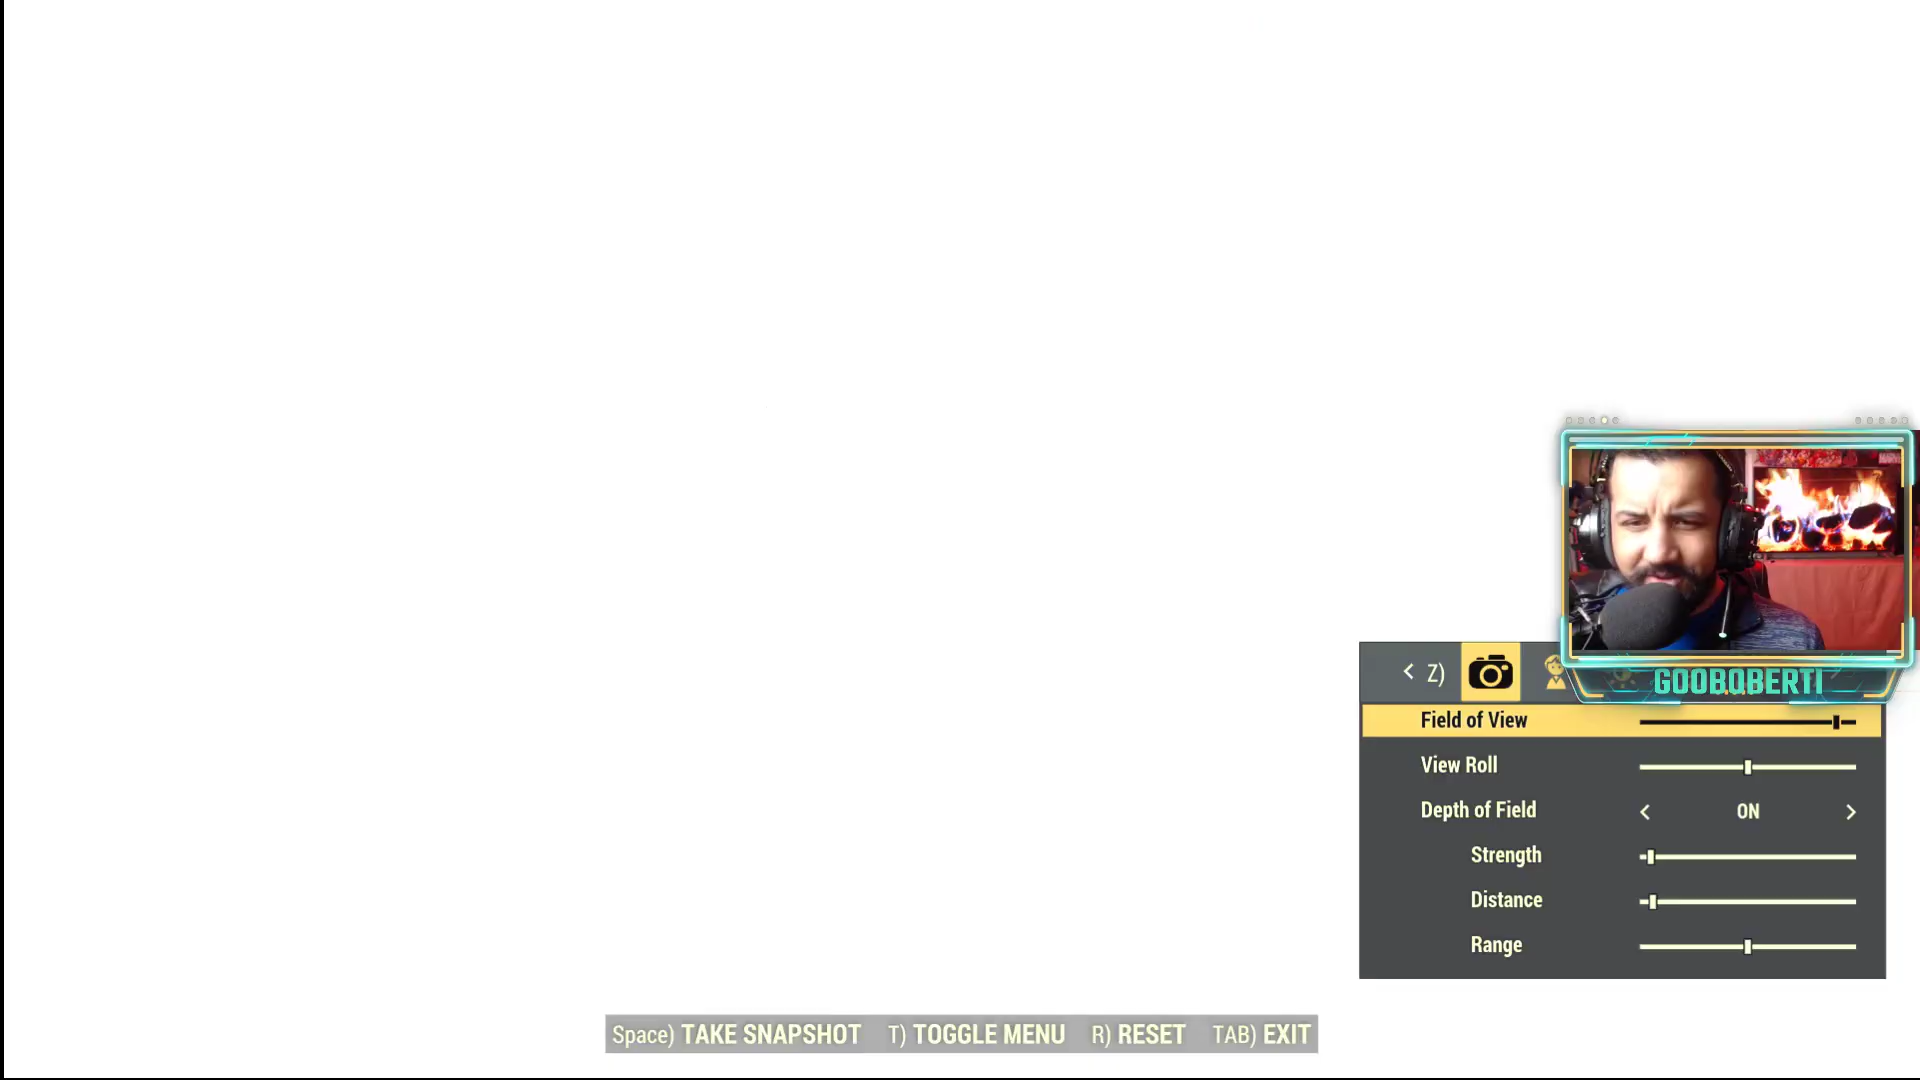 Z)
GOOBOBERTI
Field of View
View Roll
Depth of Field ON
Strength
Distance
Range
Space) TAKE SNAPSHOT T) TOGGLE MENU R) RESET TAB) EXIT